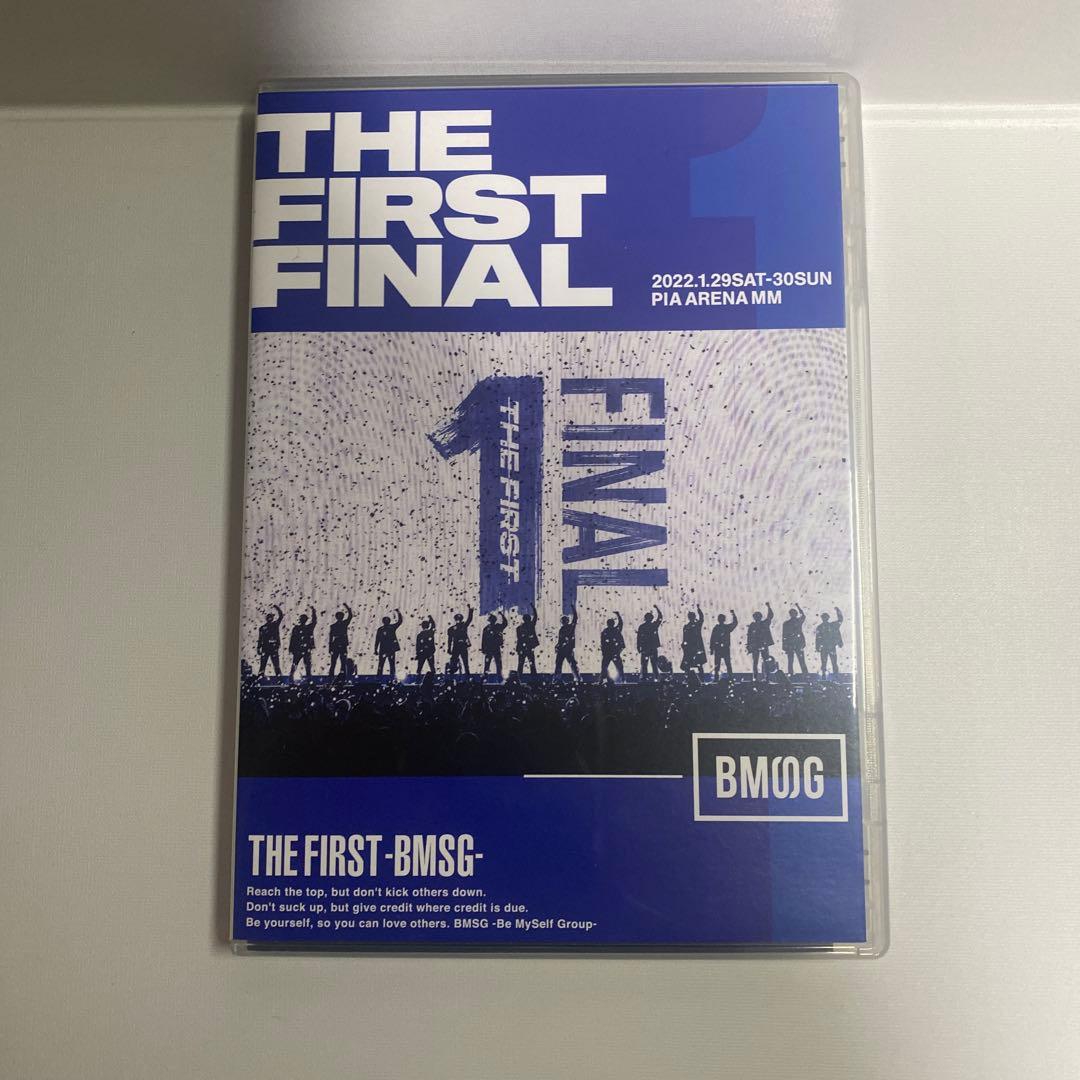 THE
FIRST
FINAL
2022.1.29SAT-30SUN
PIA ARENA MM
1
THE FIRST
FINAL
BMSG
THE FIRST -BMSG-
Reach the top, but don't kick others down.
Don't suck up, but give credit where credit is due.
Be yourself, so you can love others. BMSG -Be MySelf Group-